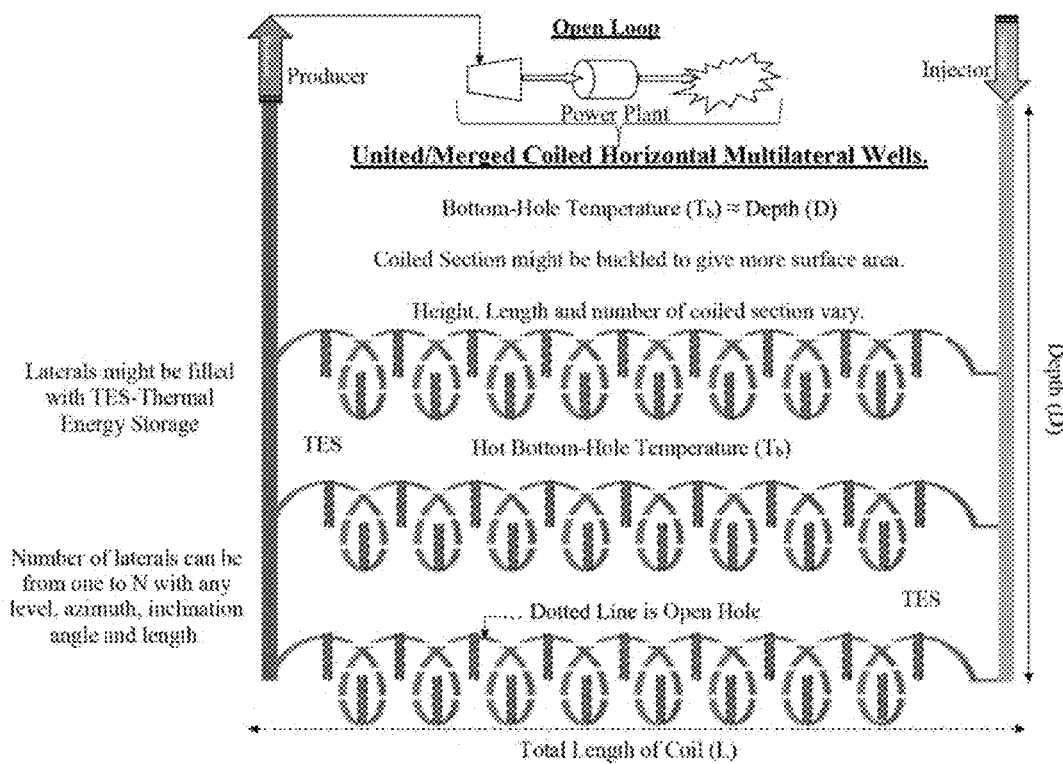 Open Loop
Producer
Injector
Power Plant
United/Merged Coiled Horizontal Multilateral Wells.
Bottom-Hole Temperature (Tb) ≈ Depth (D)
Coiled Section might be buckled to give more surface area.
Height, Length and number of coiled section vary.
Laterals might be filled
with TES-Thermal
Energy Storage
TES
Hot Bottom-Hole Temperature (Tb)
Depth (D)
Number of laterals can be
from one to N with any
level, azimuth, inclination
angle and length
TES
Dotted Line is Open Hole
Total Length of Coil (L)